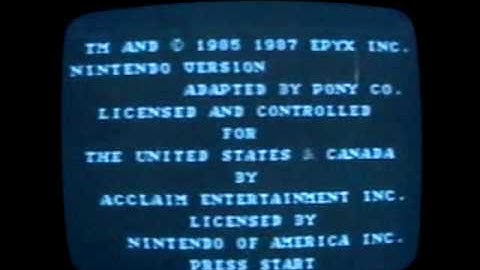 TM AND © 1985 1987 EPYX INC.
NINTENDO VERSION
ADAPTED BY PONY CO.
LICENSED AND CONTROLLED
FOR
THE UNITED STATES & CANADA
BY
ACCLAIM ENTERTAINMENT INC.
LICENSED BY
NINTENDO OF AMERICA INC.
PRESS START